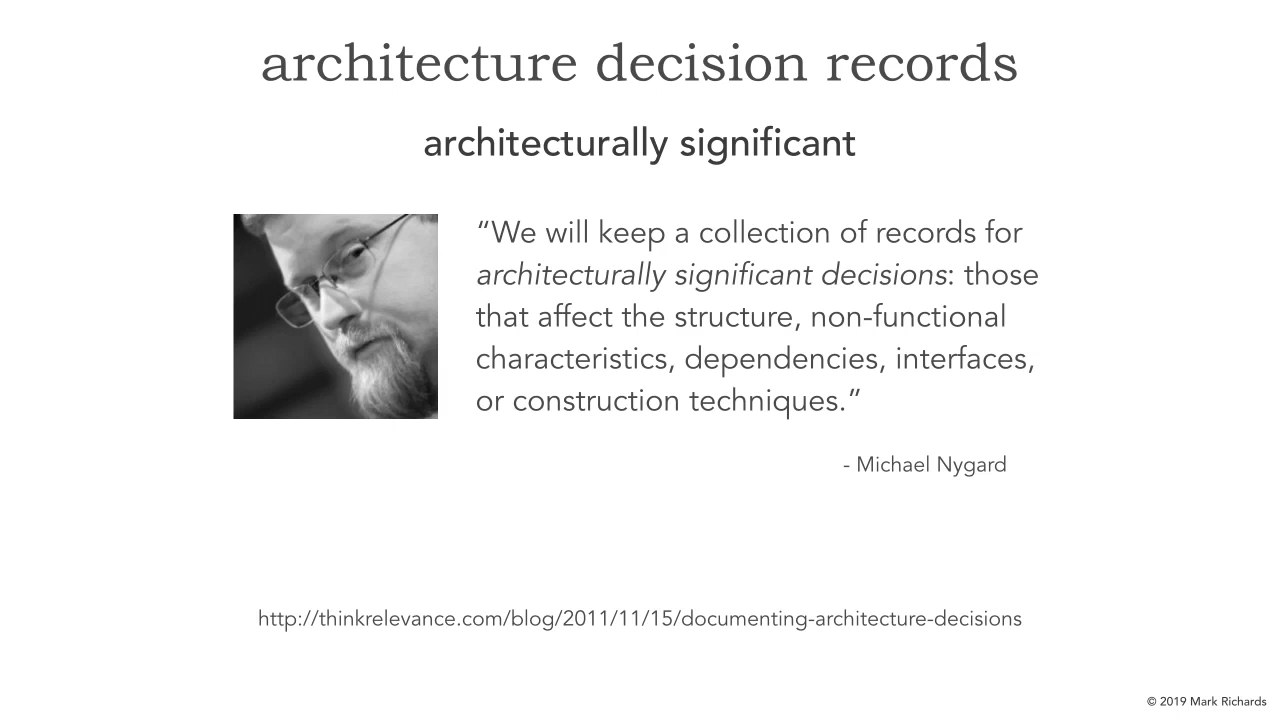 architecture decision records
architecturally significant
“We will keep a collection of records for
architecturally significant decisions: those
that affect the structure, non-functional
characteristics, dependencies, interfaces,
or construction techniques.”
- Michael Nygard
http://thinkrelevance.com/blog/2011/11/15/documenting-architecture-decisions
© 2019 Mark Richards